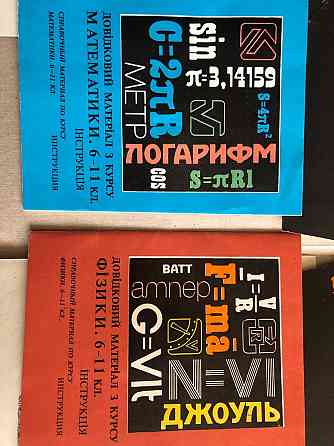 sin
C=2πR
π=3,14159
МЕТР
S=4πR²
ЛОГАРИФМ
cos
S=πRl
ДОВІДКОВИЙ МАТЕРІАЛ З КУРСУ
МАТЕМАТИКИ. 6–11 КЛ.
ІНСТРУКЦІЯ
СПРАВОЧНЫЙ МАТЕРИАЛ ПО КУРСУ
МАТЕМАТИКИ. 6–11 КЛ.
ИНСТРУКЦИЯ
ВАТТ
ампер
F=ma
I=V/R
G=VIt
N=VI
ДЖОУЛЬ
ДОВІДКОВИЙ МАТЕРІАЛ З КУРСУ
ФІЗИКИ. 6–11 КЛ.
ІНСТРУКЦІЯ
СПРАВОЧНЫЙ МАТЕРИАЛ ПО КУРСУ
ФИЗИКИ. 6–11 КЛ.
ИНСТРУКЦИЯ